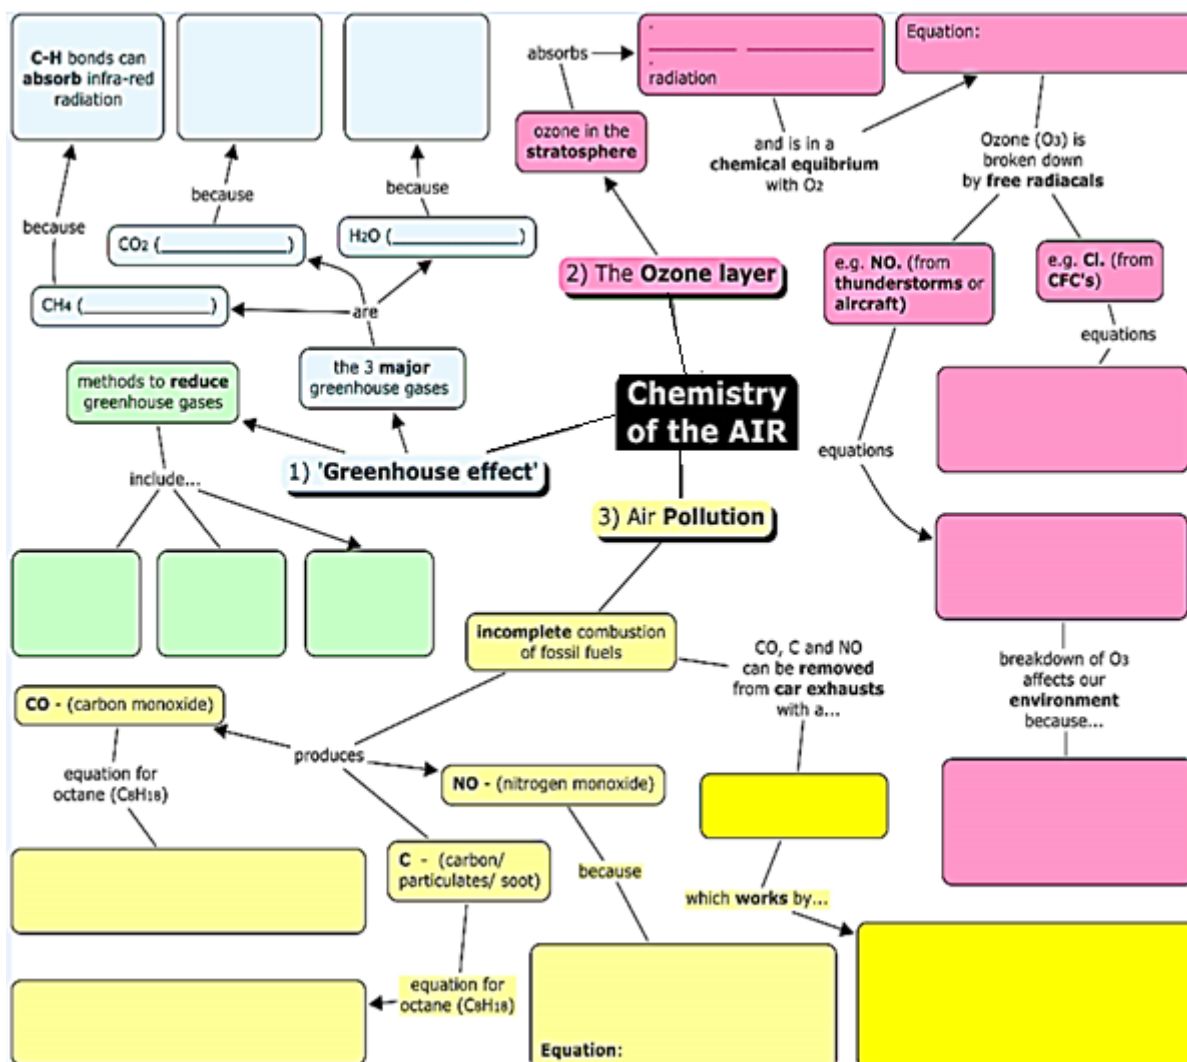 C-H bonds can
absorb infra-red
radiation
because
because
because
CO2 (____________)
H2O (____________)
CH4 (____________)
are
the 3 major
greenhouse gases
methods to reduce
greenhouse gases
include...
1) 'Greenhouse effect'
Chemistry
of the AIR
2) The Ozone layer
ozone in the
stratosphere
absorbs
.
________ ____________
.
radiation
and is in a
chemical equibrium
with O2
Equation:
Ozone (O3) is
broken down
by free radiacals
e.g. NO. (from
thunderstorms or
aircraft)
e.g. Cl. (from
CFC's)
equations
equations
breakdown of O3
affects our
environment
because...
3) Air Pollution
incomplete combustion
of fossil fuels
CO, C and NO
can be removed
from car exhausts
with a...
which works by...
produces
CO - (carbon monoxide)
equation for
octane (C8H18)
NO - (nitrogen monoxide)
because
Equation:
C - (carbon/
particulates/ soot)
equation for
octane (C8H18)